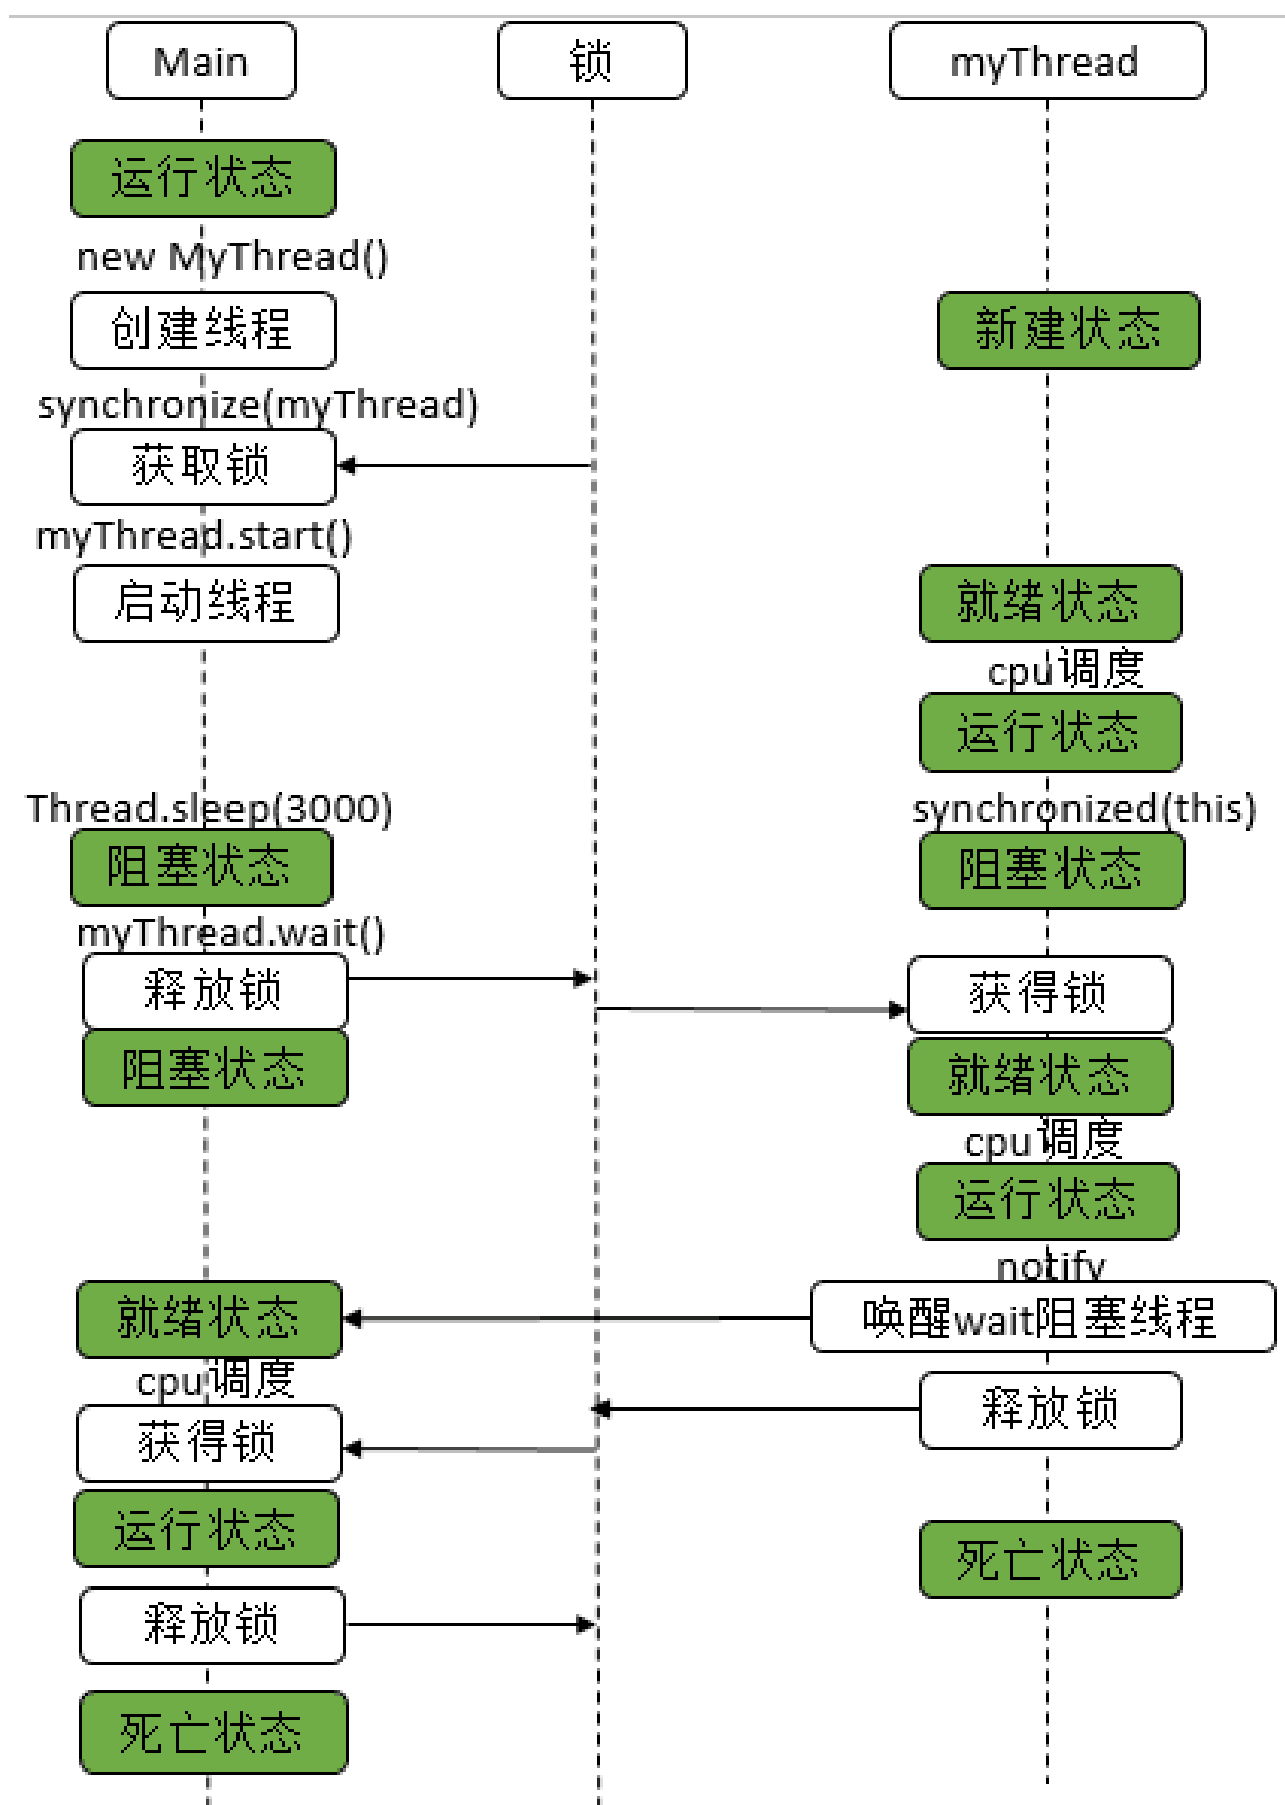 Main
锁
myThread
运行状态
new MyThread()
创建线程
新建状态
synchronize(myThread)
获取锁
myThread.start()
启动线程
就绪状态
cpu调度
运行状态
Thread.sleep(3000)
synchronized(this)
阻塞状态
阻塞状态
myThread.wait()
释放锁
获得锁
阻塞状态
就绪状态
cpu调度
运行状态
notify
就绪状态
唤醒wait阻塞线程
cpu调度
释放锁
获得锁
运行状态
死亡状态
释放锁
死亡状态